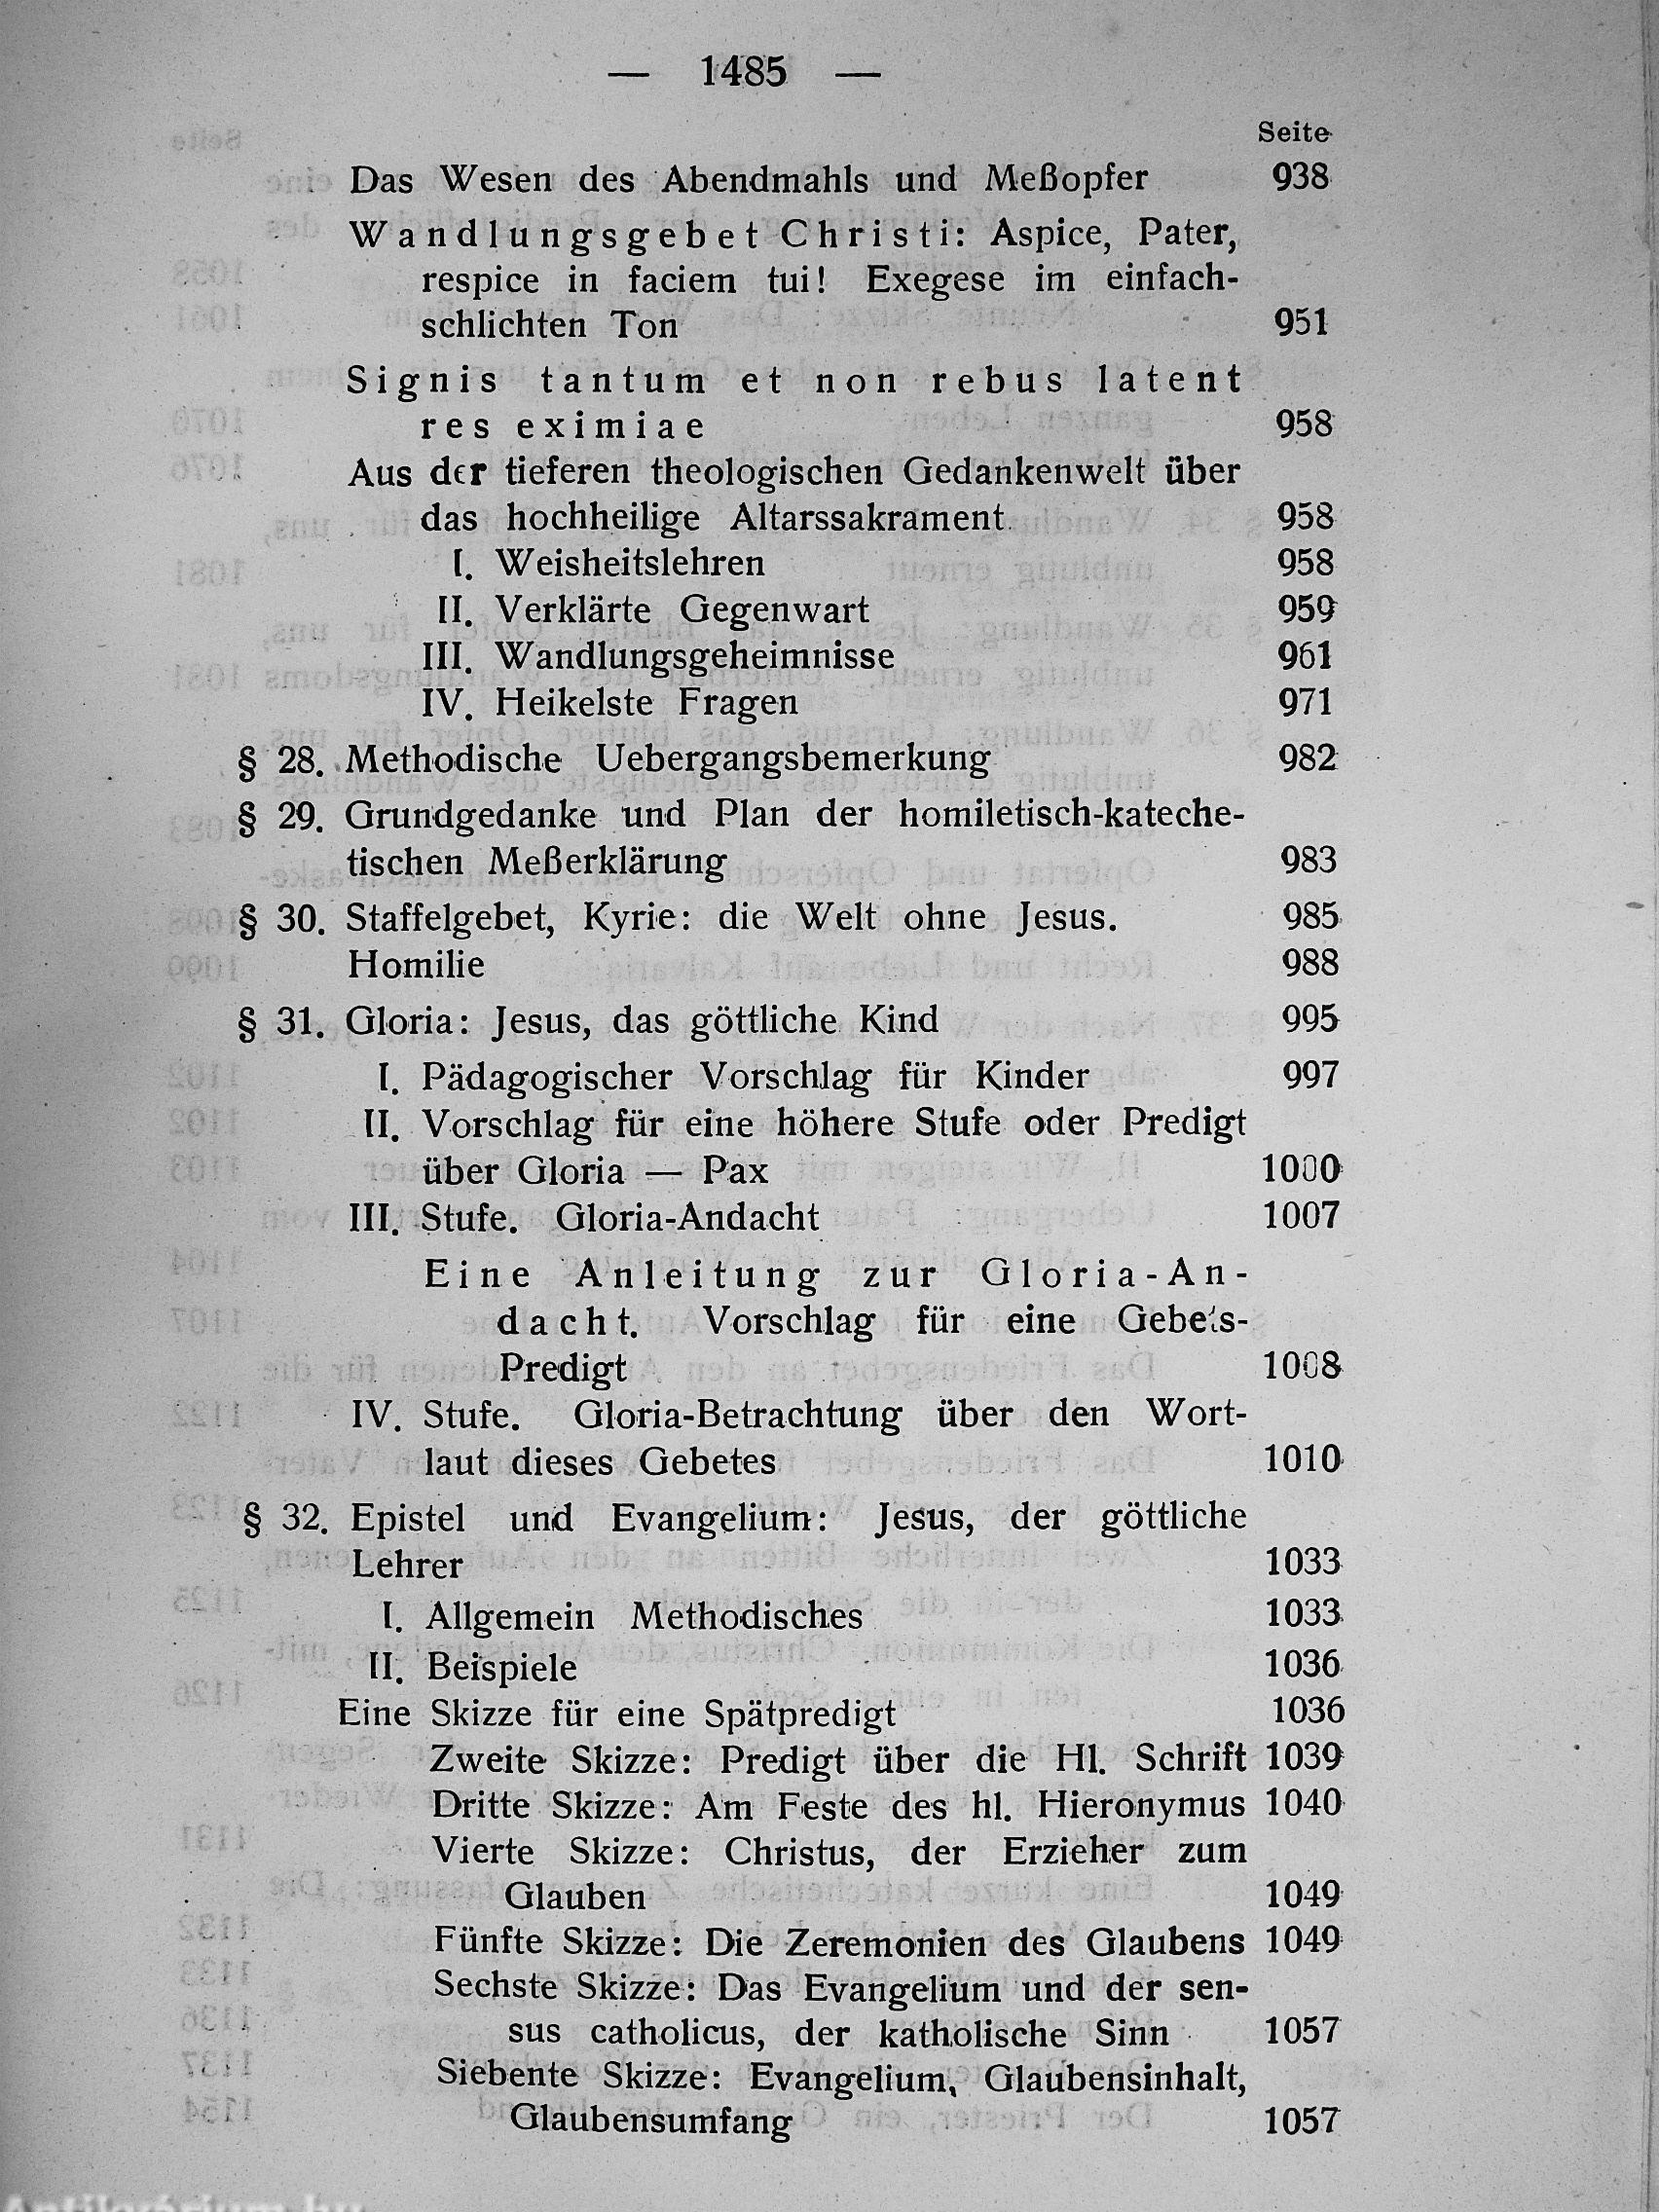 — 1485 —
Seite
Das Wesen des Abendmahls und Meßopfer 938
Wandlungsgebet Christi: Aspice, Pater,
respice in faciem tui! Exegese im einfach-
schlichten Ton 951
Signis tantum et non rebus latent
res eximiae 958
Aus der tieferen theologischen Gedankenwelt über
das hochheilige Altarssakrament 958
I. Weisheitslehren 958
II. Verklärte Gegenwart 959
III. Wandlungsgeheimnisse 961
IV. Heikelste Fragen 971
§ 28. Methodische Uebergangsbemerkung 982
§ 29. Grundgedanke und Plan der homiletisch-kateche-
tischen Meßerklärung 983
§ 30. Staffelgebet, Kyrie: die Welt ohne Jesus. 985
Homilie 988
§ 31. Gloria: Jesus, das göttliche Kind 995
I. Pädagogischer Vorschlag für Kinder 997
II. Vorschlag für eine höhere Stufe oder Predigt
über Gloria — Pax 1000
III. Stufe. Gloria-Andacht 1007
Eine Anleitung zur Gloria-An-
dacht. Vorschlag für eine Gebets-
Predigt 1008
IV. Stufe. Gloria-Betrachtung über den Wort-
laut dieses Gebetes 1010
§ 32. Epistel und Evangelium: Jesus, der göttliche
Lehrer 1033
I. Allgemein Methodisches 1033
II. Beispiele 1036
Eine Skizze für eine Spätpredigt 1036
Zweite Skizze: Predigt über die Hl. Schrift 1039
Dritte Skizze: Am Feste des hl. Hieronymus 1040
Vierte Skizze: Christus, der Erzieher zum
Glauben 1049
Fünfte Skizze: Die Zeremonien des Glaubens 1049
Sechste Skizze: Das Evangelium und der sen-
sus catholicus, der katholische Sinn 1057
Siebente Skizze: Evangelium, Glaubensinhalt,
Glaubensumfang 1057